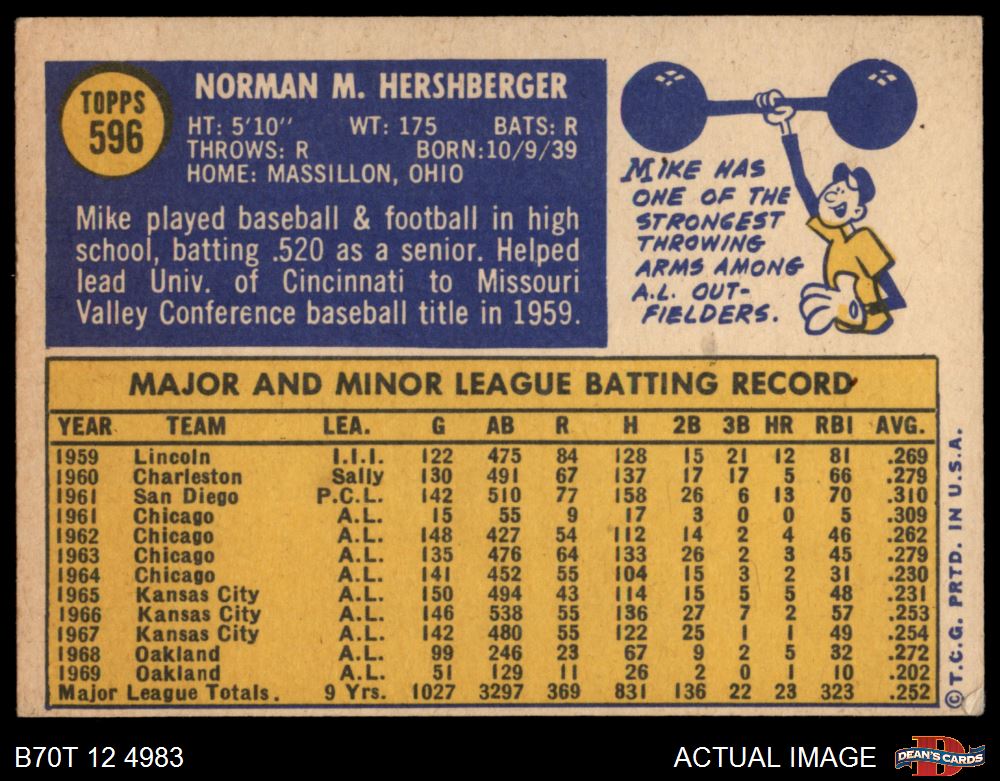 TOPPS
596
NORMAN M. HERSHBERGER
HT: 5'10" WT: 175 BATS: R
THROWS: R BORN:10/9/39
HOME: MASSILLON, OHIO
Mike played baseball & football in high
school, batting .520 as a senior. Helped
lead Univ. of Cincinnati to Missouri
Valley Conference baseball title in 1959.
MIKE HAS
ONE OF THE
STRONGEST
THROWING
ARMS AMONG
A.L. OUT-
FIELDERS.
MAJOR AND MINOR LEAGUE BATTING RECORD
YEAR TEAM LEA. G AB R H 2B 3B HR RBI AVG.
1959 Lincoln I.I.I. 122 475 84 128 15 21 12 81 .269
1960 Charleston Sally 130 491 67 137 17 17 5 66 .279
1961 San Diego P.C.L. 142 510 77 158 26 6 13 70 .310
1961 Chicago A.L. 15 55 9 17 3 0 0 5 .309
1962 Chicago A.L. 148 427 54 112 14 2 4 46 .262
1963 Chicago A.L. 135 476 64 133 26 2 3 45 .279
1964 Chicago A.L. 141 452 55 104 15 3 2 31 .230
1965 Kansas City A.L. 150 494 43 114 15 5 5 48 .231
1966 Kansas City A.L. 146 538 55 136 27 7 2 57 .253
1967 Kansas City A.L. 142 480 55 122 25 1 1 49 .254
1968 Oakland A.L. 99 246 23 67 9 2 5 32 .272
1969 Oakland A.L. 51 129 11 26 2 0 1 10 .202
Major League Totals. 9 Yrs. 1027 3297 369 831 136 22 23 323 .252
©T.C.G. PRTD. IN U.S.A.
B70T 12 4983
ACTUAL IMAGE
D
DEAN'S CARDS